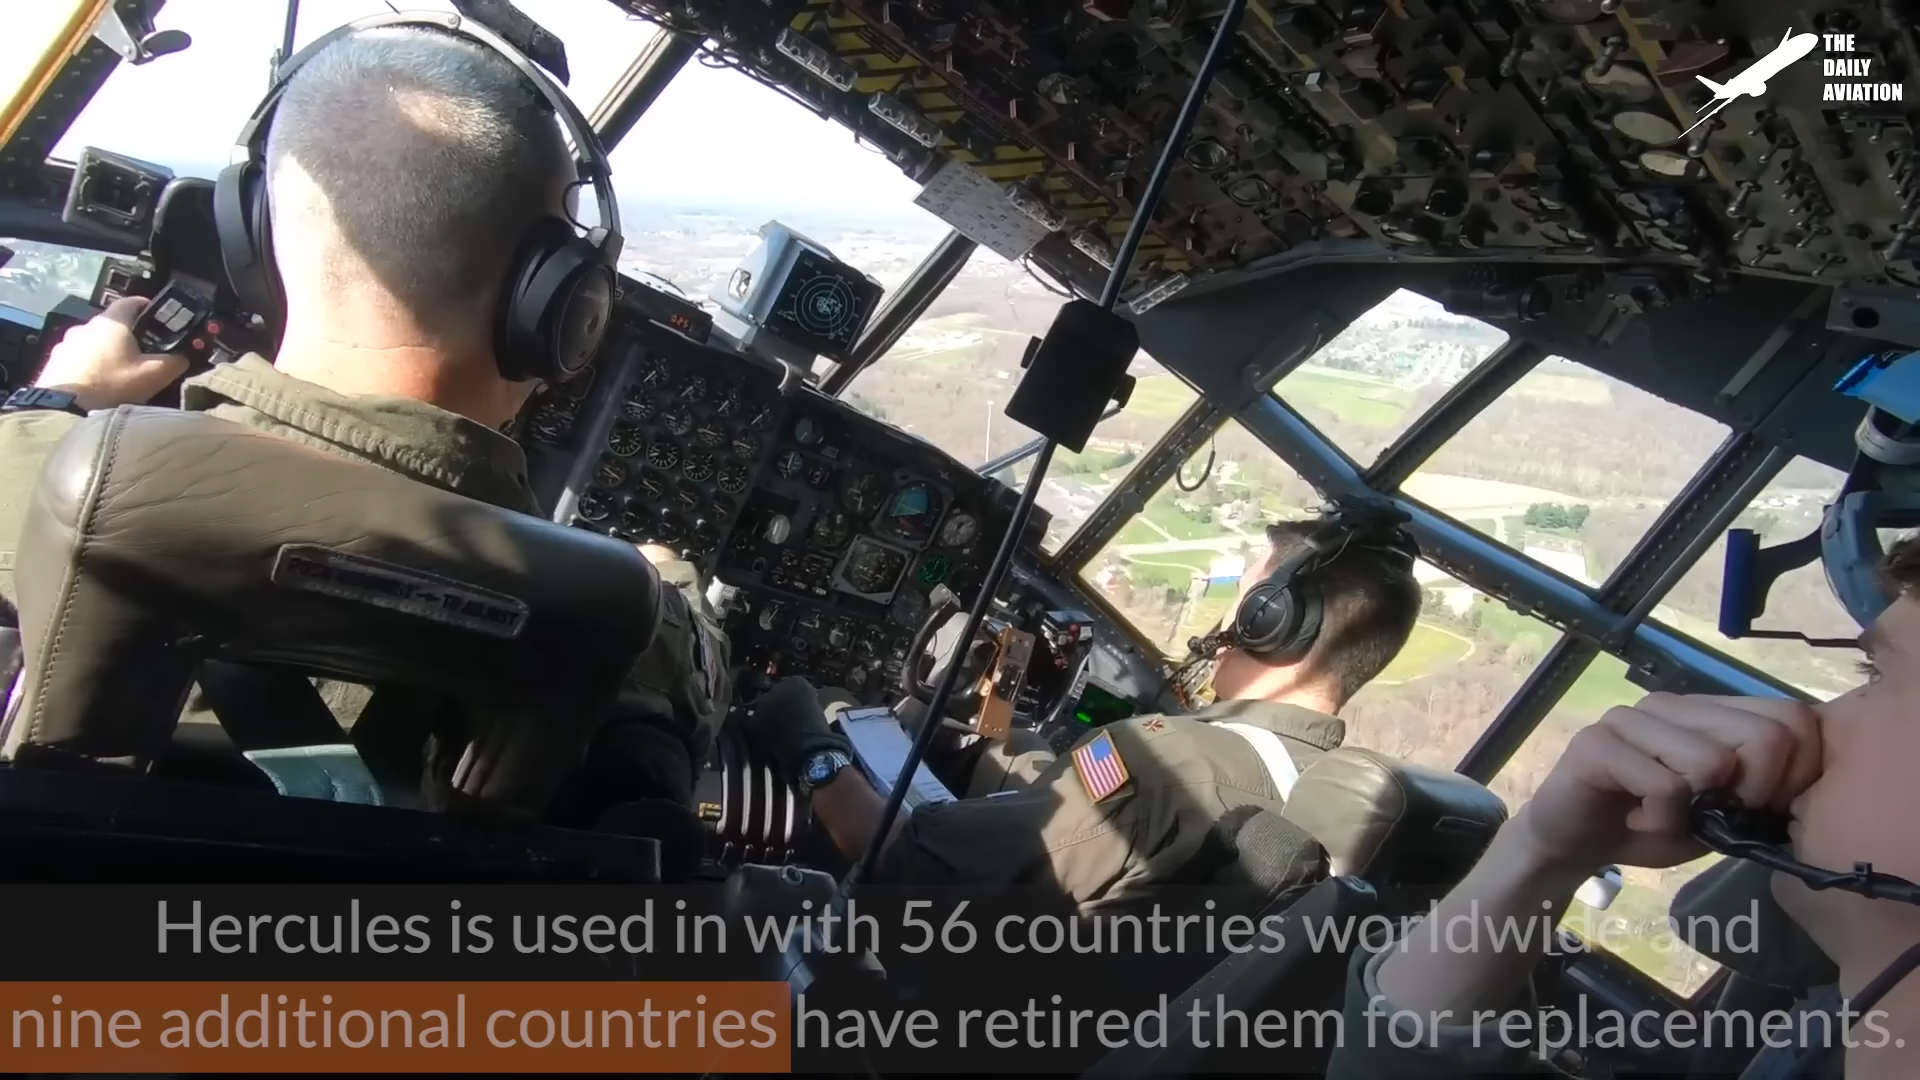 THE
DAILY
AVIATION
Hercules is used in with 56 countries worldwide and
nine additional countries have retired them for replacements.